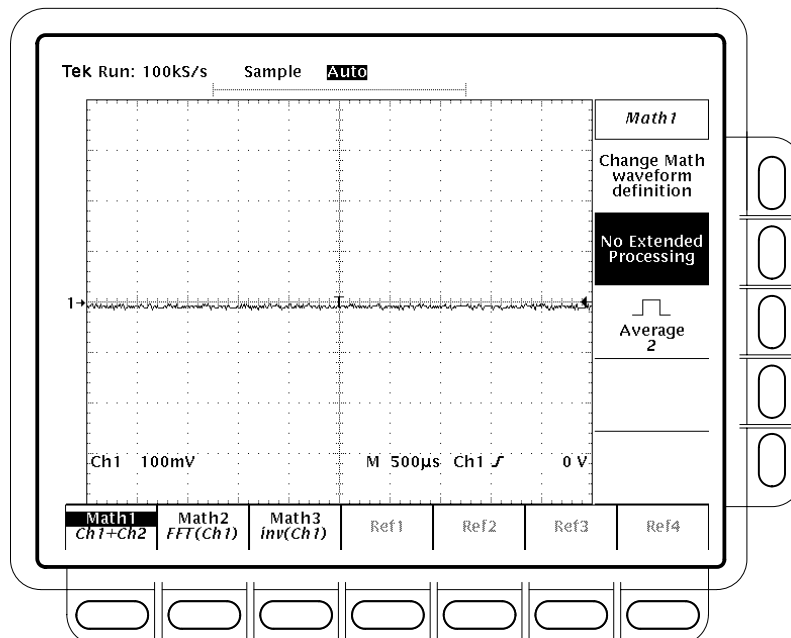 Tek Run: 100kS/s Sample Auto
Math1
Change Math
waveform
definition
No Extended
Processing
Average
2
1
T
Ch1 100mV M 500µs Ch1 0 V
Math1
Ch1+Ch2
Math2
FFT(Ch1)
Math3
inv(Ch1)
Ref1
Ref2
Ref3
Ref4